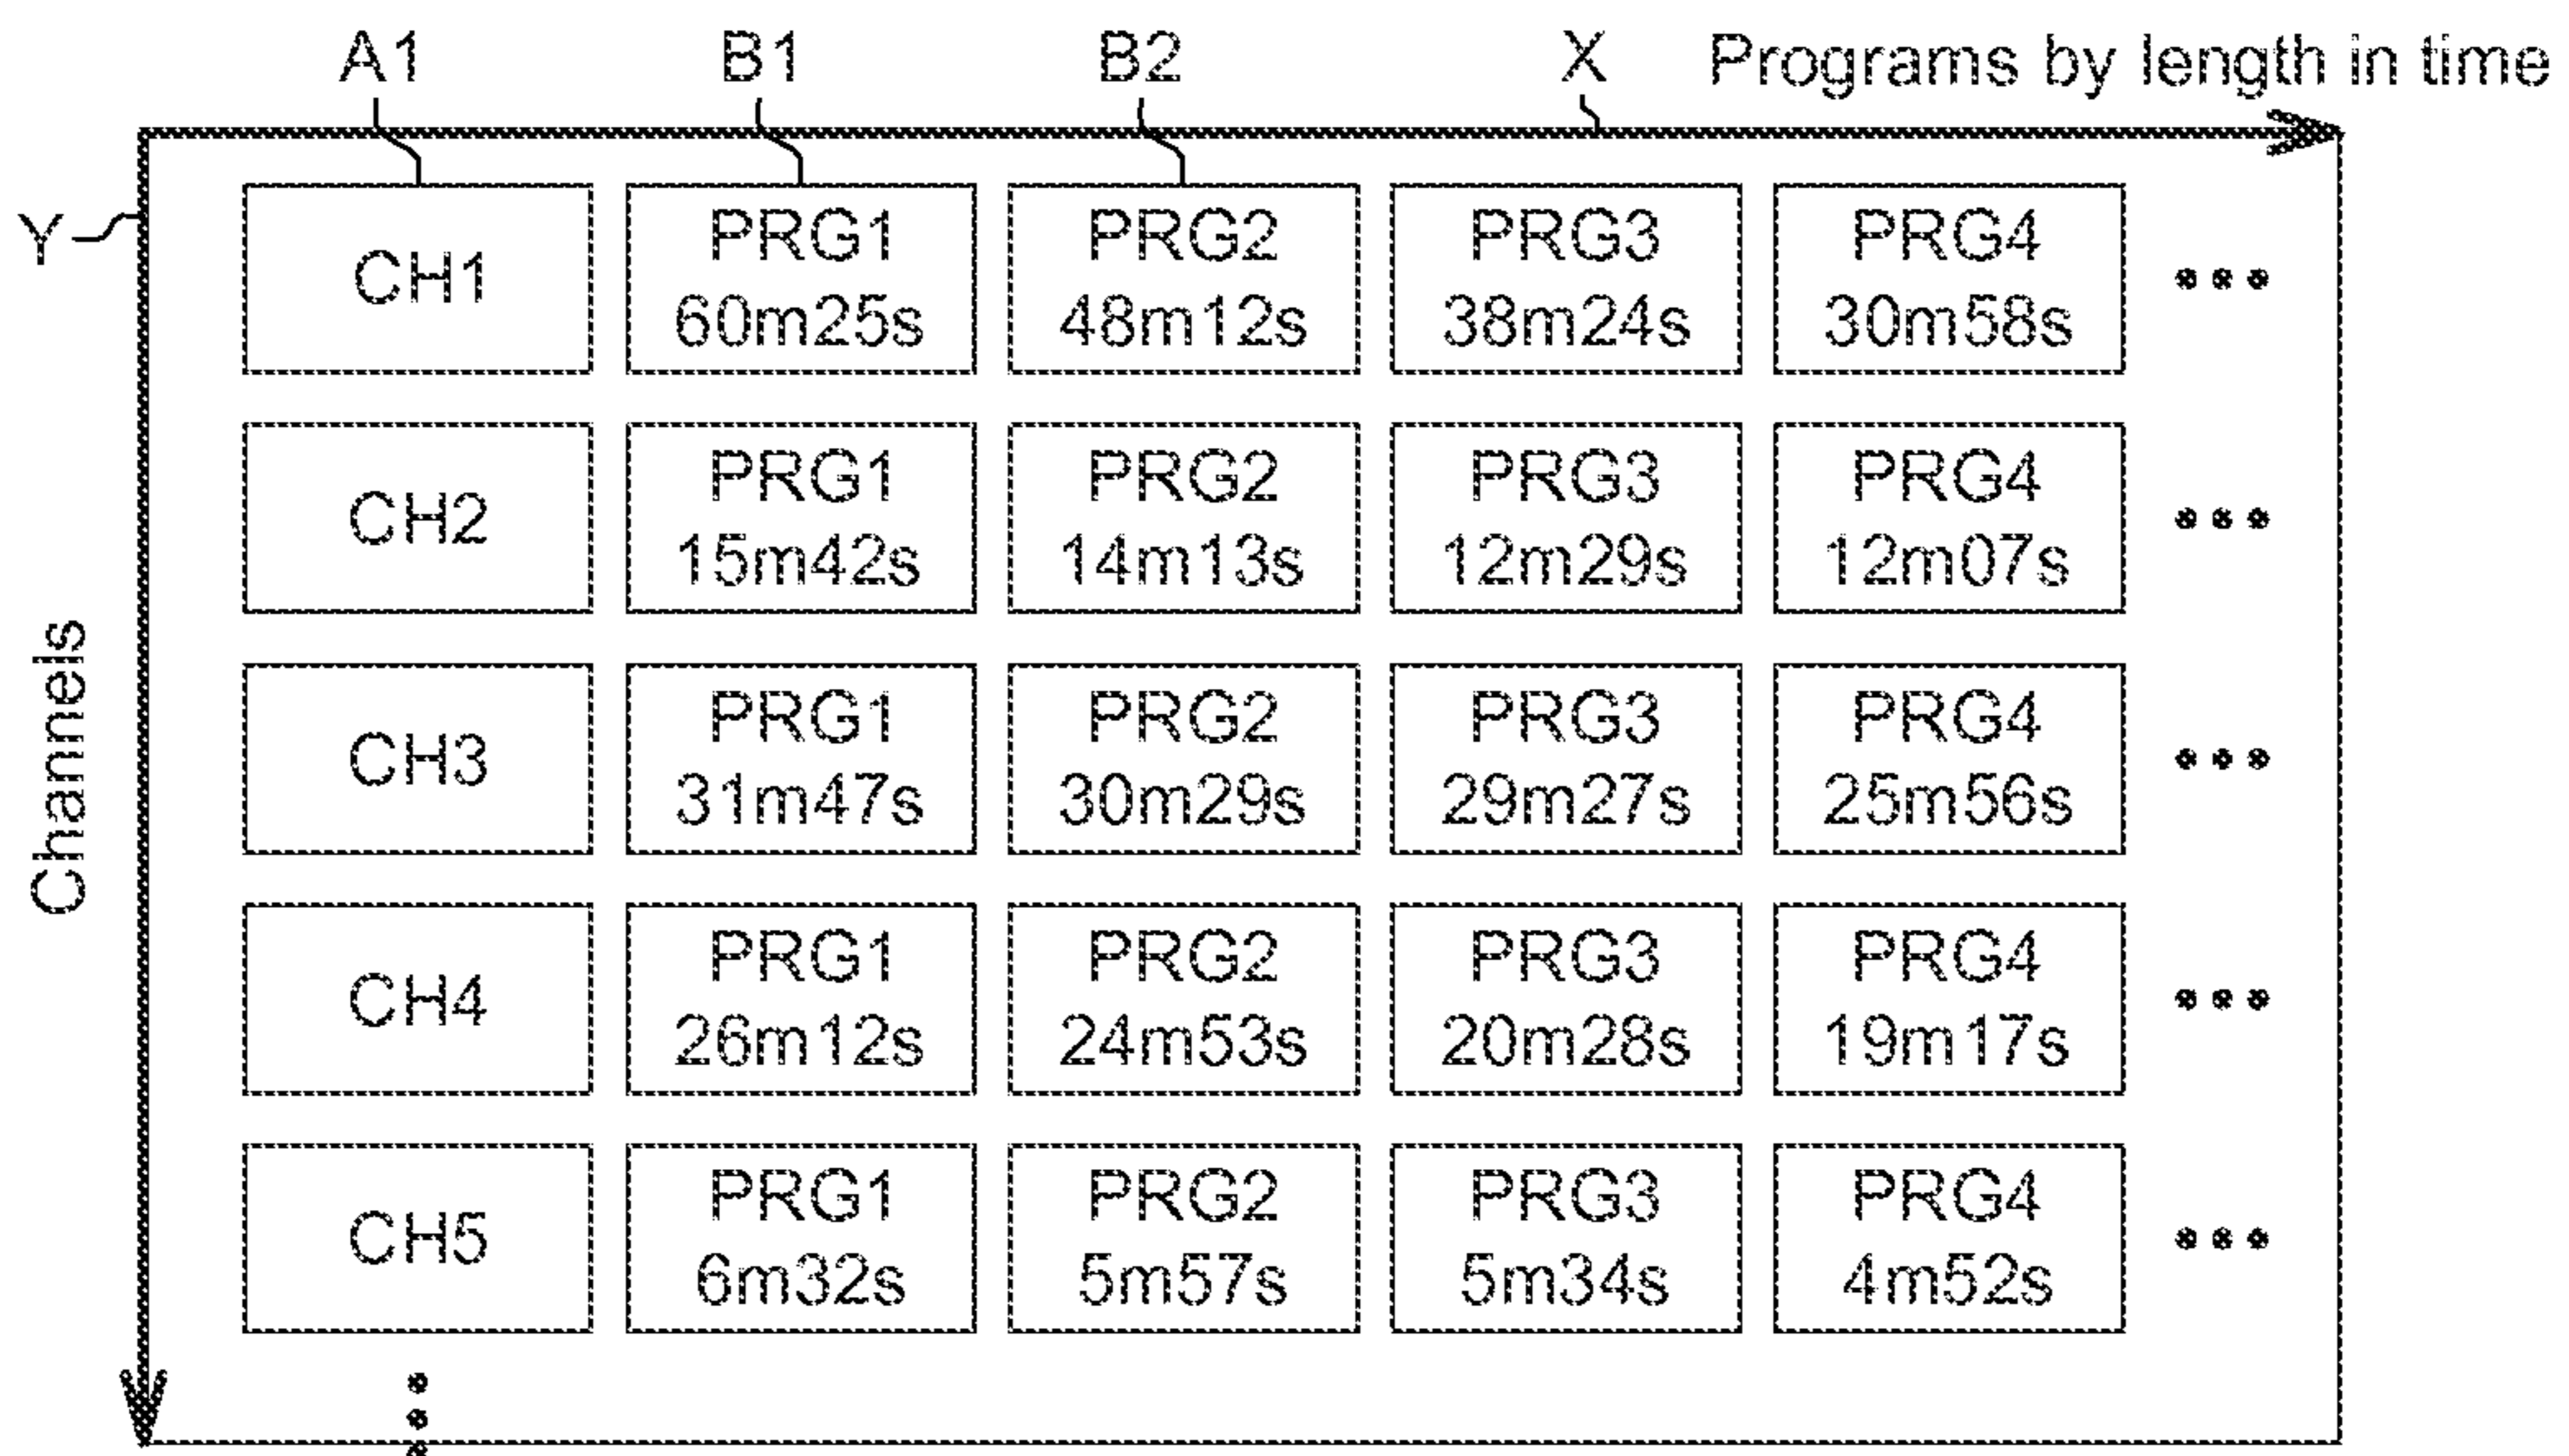 A1 B1 B2 X Programs by length in time
Y
Channels
CH1
PRG1
60m25s
PRG2
48m12s
PRG3
38m24s
PRG4
30m58s
CH2
PRG1
15m42s
PRG2
14m13s
PRG3
12m29s
PRG4
12m07s
CH3
PRG1
31m47s
PRG2
30m29s
PRG3
29m27s
PRG4
25m56s
CH4
PRG1
26m12s
PRG2
24m53s
PRG3
20m28s
PRG4
19m17s
CH5
PRG1
6m32s
PRG2
5m57s
PRG3
5m34s
PRG4
4m52s